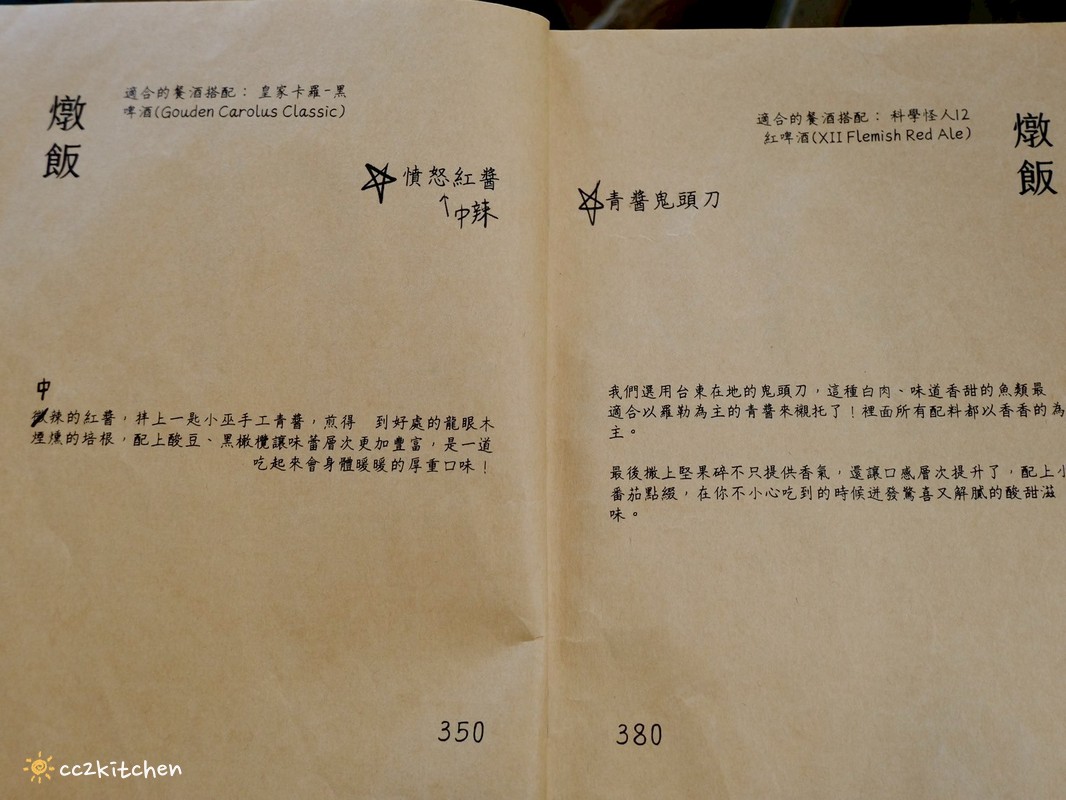 燉
飯
適合的餐酒搭配： 皇家卡羅-黑
啤酒(Gouden Carolus Classic)
憤怒紅醬
↑中辣
中
辣的紅醬，拌上一匙小巫手工青醬，煎得 到好處的龍眼木
煙燻的培根，配上酸豆、黑橄欖讓味蕾層次更加豐富，是一道
吃起來會身體暖暖的厚重口味！
350
適合的餐酒搭配： 科學怪人12
紅啤酒(XII Flemish Red Ale)
燉
飯
青醬鬼頭刀
我們選用台東在地的鬼頭刀，這種白肉、味道香甜的魚類最
適合以羅勒為主的青醬來襯托了！裡面所有配料都以香香的為
主。
最後撒上堅果碎不只提供香氣，還讓口感層次提升了，配上小
番茄點綴，在你不小心吃到的時候迸發驚喜又解膩的酸甜滋
味。
380
cc2kitchen